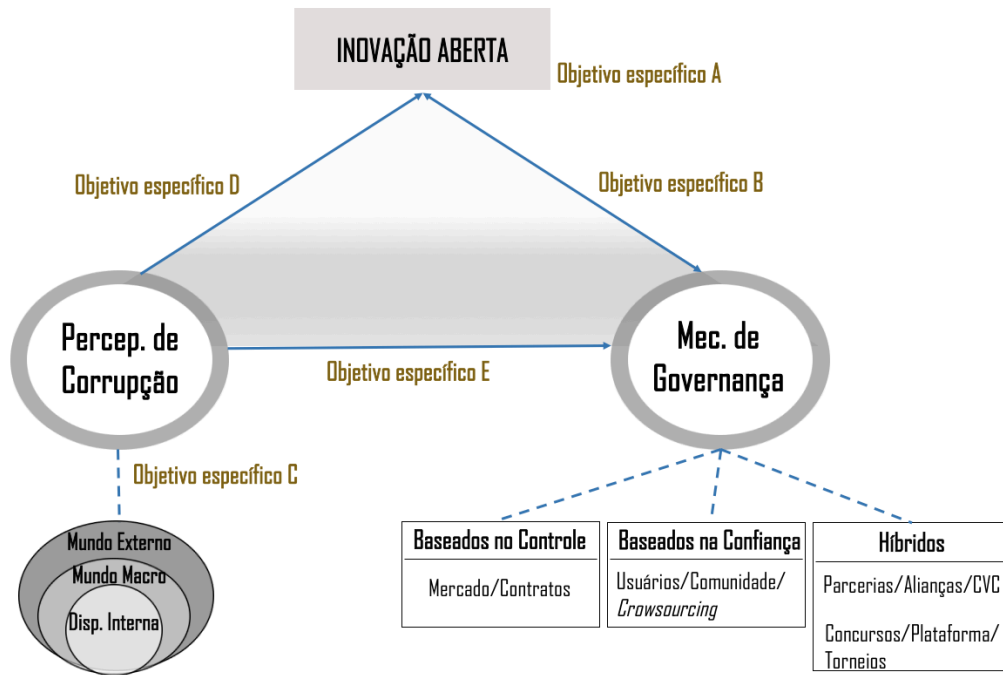 INOVAÇÃO ABERTA
Objetivo específico A
Objetivo específico D
Objetivo específico B
Percep. de
Corrupção
Mec. de
Governança
Objetivo específico E
Objetivo específico C
Mundo Externo
Mundo Macro
Disp. Interna
Baseados no Controle
Mercado/Contratos
Baseados na Confiança
Usuários/Comunidade/
Crowsourcing
Híbridos
Parcerias/Alianças/CVC
Concursos/Plataforma/
Torneios